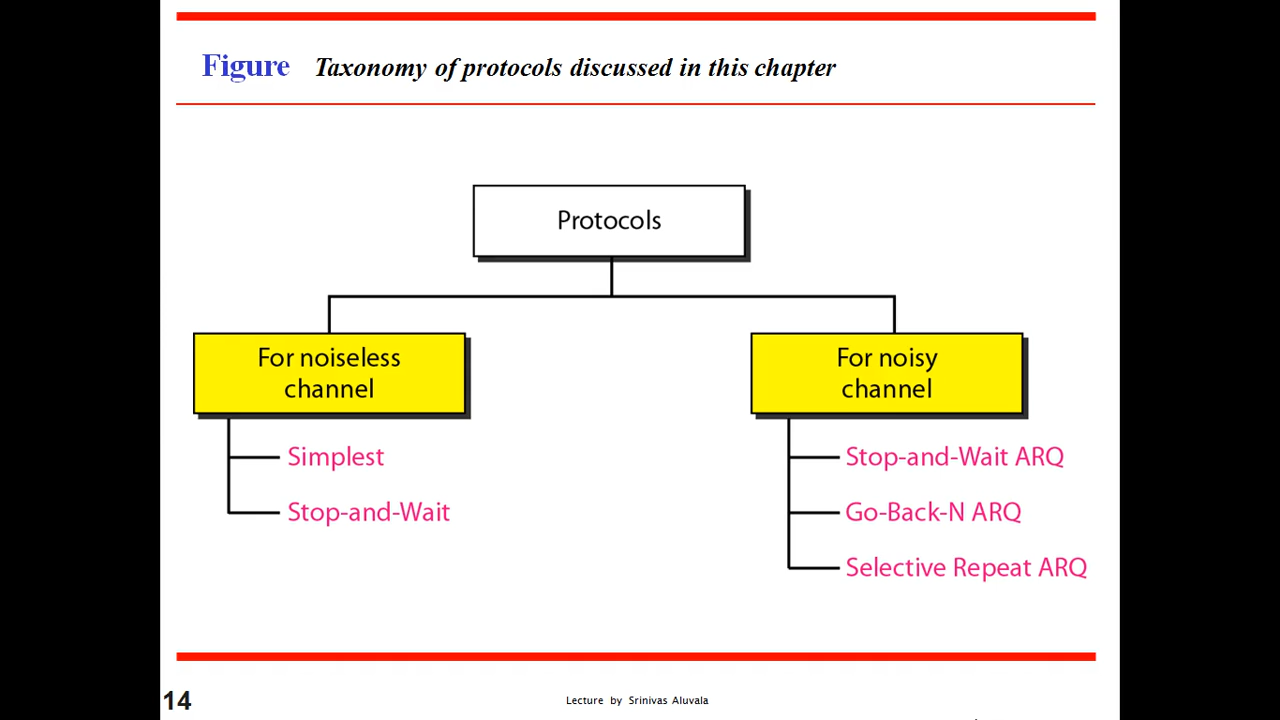 Figure Taxonomy of protocols discussed in this chapter
Protocols
For noiseless
channel
Simplest
Stop-and-Wait
For noisy
channel
Stop-and-Wait ARQ
Go-Back-N ARQ
Selective Repeat ARQ
14
Lecture by Srinivas Aluvala